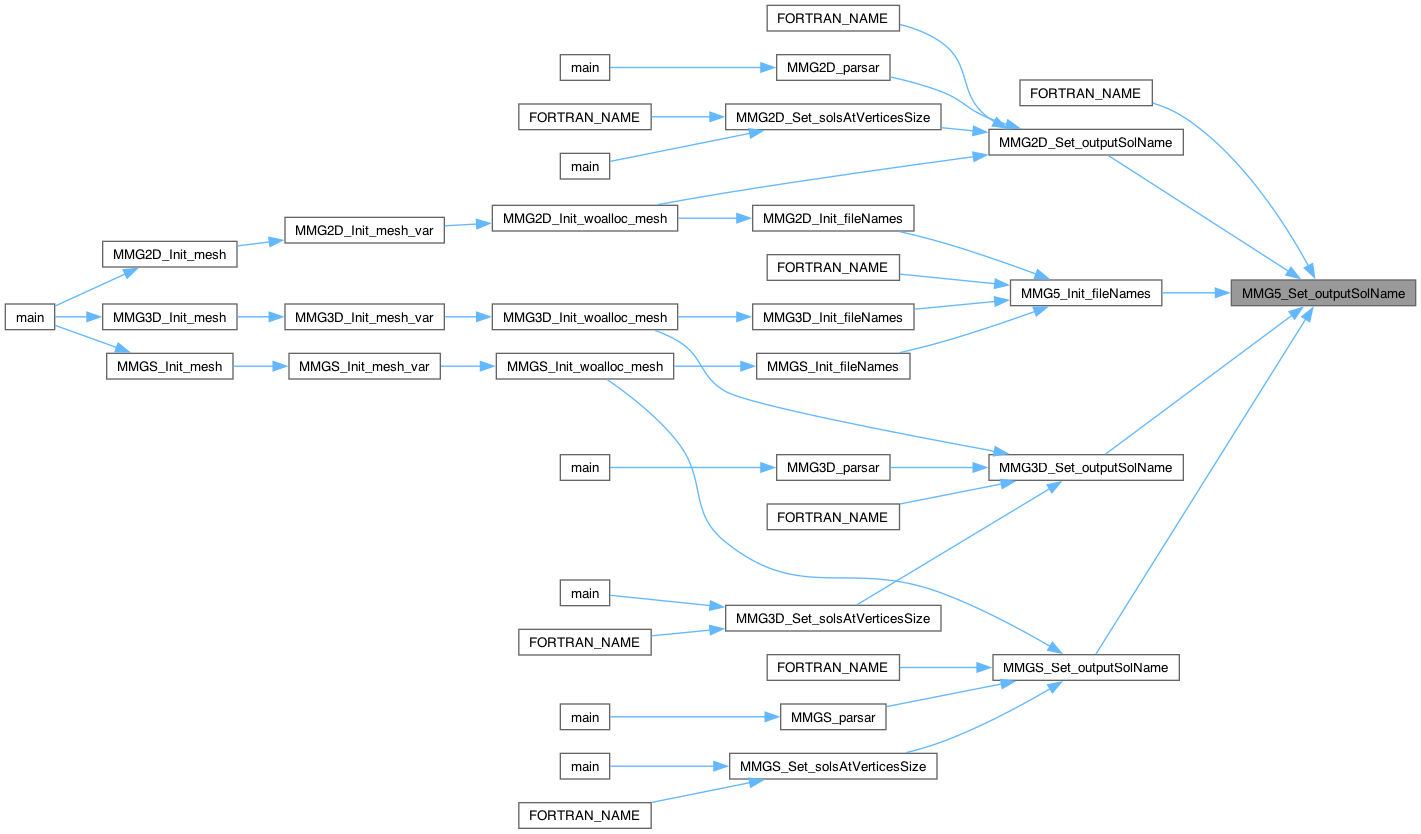 FORTRAN_NAME
main
MMG2D_parsar
FORTRAN_NAME
FORTRAN_NAME
MMG2D_Set_solsAtVerticesSize
MMG2D_Set_outputSolName
main
MMG2D_Init_woalloc_mesh
MMG2D_Init_fileNames
MMG2D_Init_mesh_var
MMG2D_Init_mesh
FORTRAN_NAME
MMG5_Init_fileNames
MMG5_Set_outputSolName
main
MMG3D_Init_mesh
MMG3D_Init_mesh_var
MMG3D_Init_woalloc_mesh
MMG3D_Init_fileNames
MMGS_Init_mesh
MMGS_Init_mesh_var
MMGS_Init_woalloc_mesh
MMGS_Init_fileNames
main
MMG3D_parsar
MMG3D_Set_outputSolName
FORTRAN_NAME
main
MMG3D_Set_solsAtVerticesSize
FORTRAN_NAME
FORTRAN_NAME
MMGS_Set_outputSolName
main
MMGS_parsar
main
MMGS_Set_solsAtVerticesSize
FORTRAN_NAME